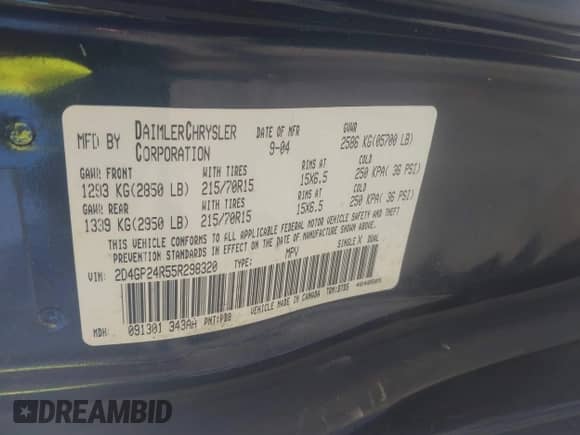 MFD BY DAIMLERCHRYSLER CORPORATION DATE OF MFR 9-04 GVWR 2586 KG(05700 LB)
GAWR FRONT WITH TIRES RIMS AT COLD
1293 KG(2850 LB) 215/70R15 15X6.5 250 KPA( 36 PSI)
GAWR REAR WITH TIRES RIMS AT COLD
1339 KG(2950 LB) 215/70R15 15X6.5 250 KPA( 36 PSI)
THIS VEHICLE CONFORMS TO ALL APPLICABLE FEDERAL MOTOR VEHICLE SAFETY AND THEFT
PREVENTION STANDARDS IN EFFECT ON THE DATE OF MANUFACTURE SHOWN ABOVE.
VIN: 2D4GP24R55R298320 TYPE: MPV SINGLE X DUAL
MDH: 091301 343AH PNT:PB8 VEHICLE MADE IN CANADA
DREAMBID